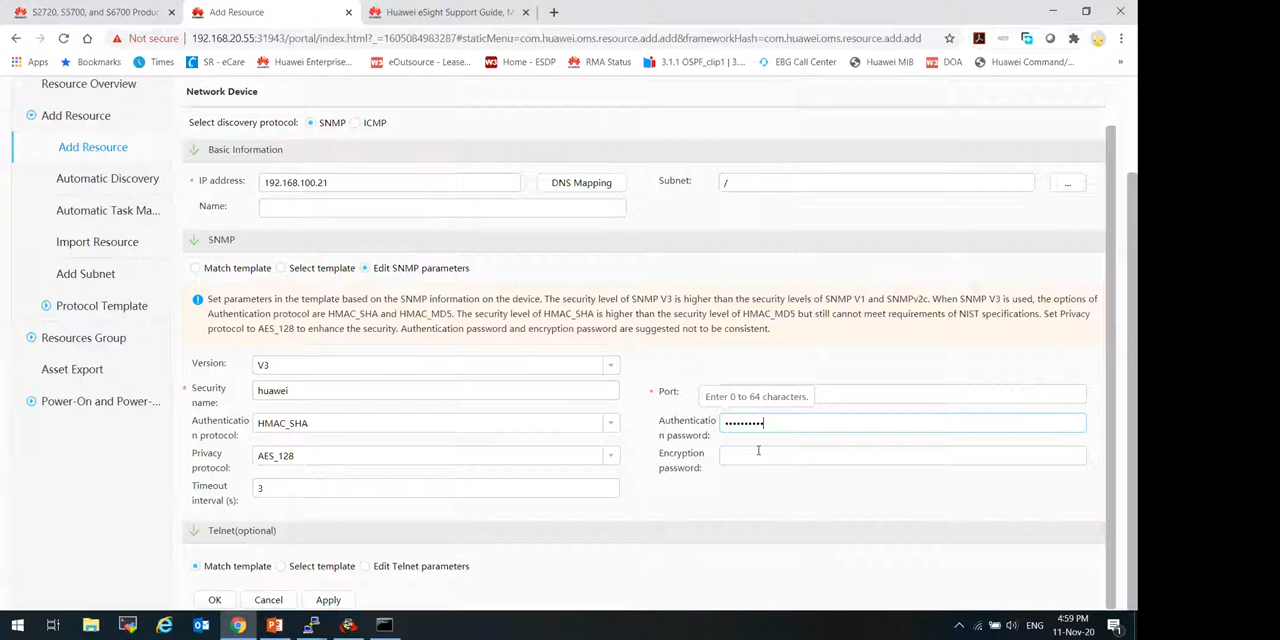 S2720, S5700, and S6700 Produc
Add Resource
Huawei eSight Support Guide, M
Not secure
192.168.20.55:31943/portal/index.html?_=1605084983287#staticMenu=com.huawei.oms.resource.add.add&frameworkHash=com.huawei.oms.resource.add.add
Apps
Bookmarks
Times
SR - eCare
Huawei Enterprise...
eOutsource - Lease...
Home - ESDP
RMA Status
3.1.1 OSPF_clip1 | 3....
EBG Call Center
Huawei MIB
DOA
Huawei Command/...
»
Resource Overview
Add Resource
Add Resource
Automatic Discovery
Automatic Task Ma...
Import Resource
Add Subnet
Protocol Template
Resources Group
Asset Export
Power-On and Power-...
Network Device
Select discovery protocol: SNMP ICMP
Basic Information
* IP address: 192.168.100.21 DNS Mapping Subnet: / ...
Name:
SNMP
Match template Select template Edit SNMP parameters
Set parameters in the template based on the SNMP information on the device. The security level of SNMP V3 is higher than the security levels of SNMP V1 and SNMPv2c. When SNMP V3 is used, the options of
Authentication protocol are HMAC_SHA and HMAC_MD5. The security level of HMAC_SHA is higher than the security level of HMAC_MD5 but still cannot meet requirements of NIST specifications. Set Privacy
protocol to AES_128 to enhance the security. Authentication password and encryption password are suggested not to be consistent.
Version: V3
* Security name: huawei
* Port:
Enter 0 to 64 characters.
Authenticatio
n protocol: HMAC_SHA
Authenticatio
n password: ••••••••••
Privacy
protocol: AES_128
Encryption
password:
Timeout
interval (s): 3
Telnet(optional)
Match template Select template Edit Telnet parameters
OK Cancel Apply
ENG
4:59 PM
11-Nov-20
1